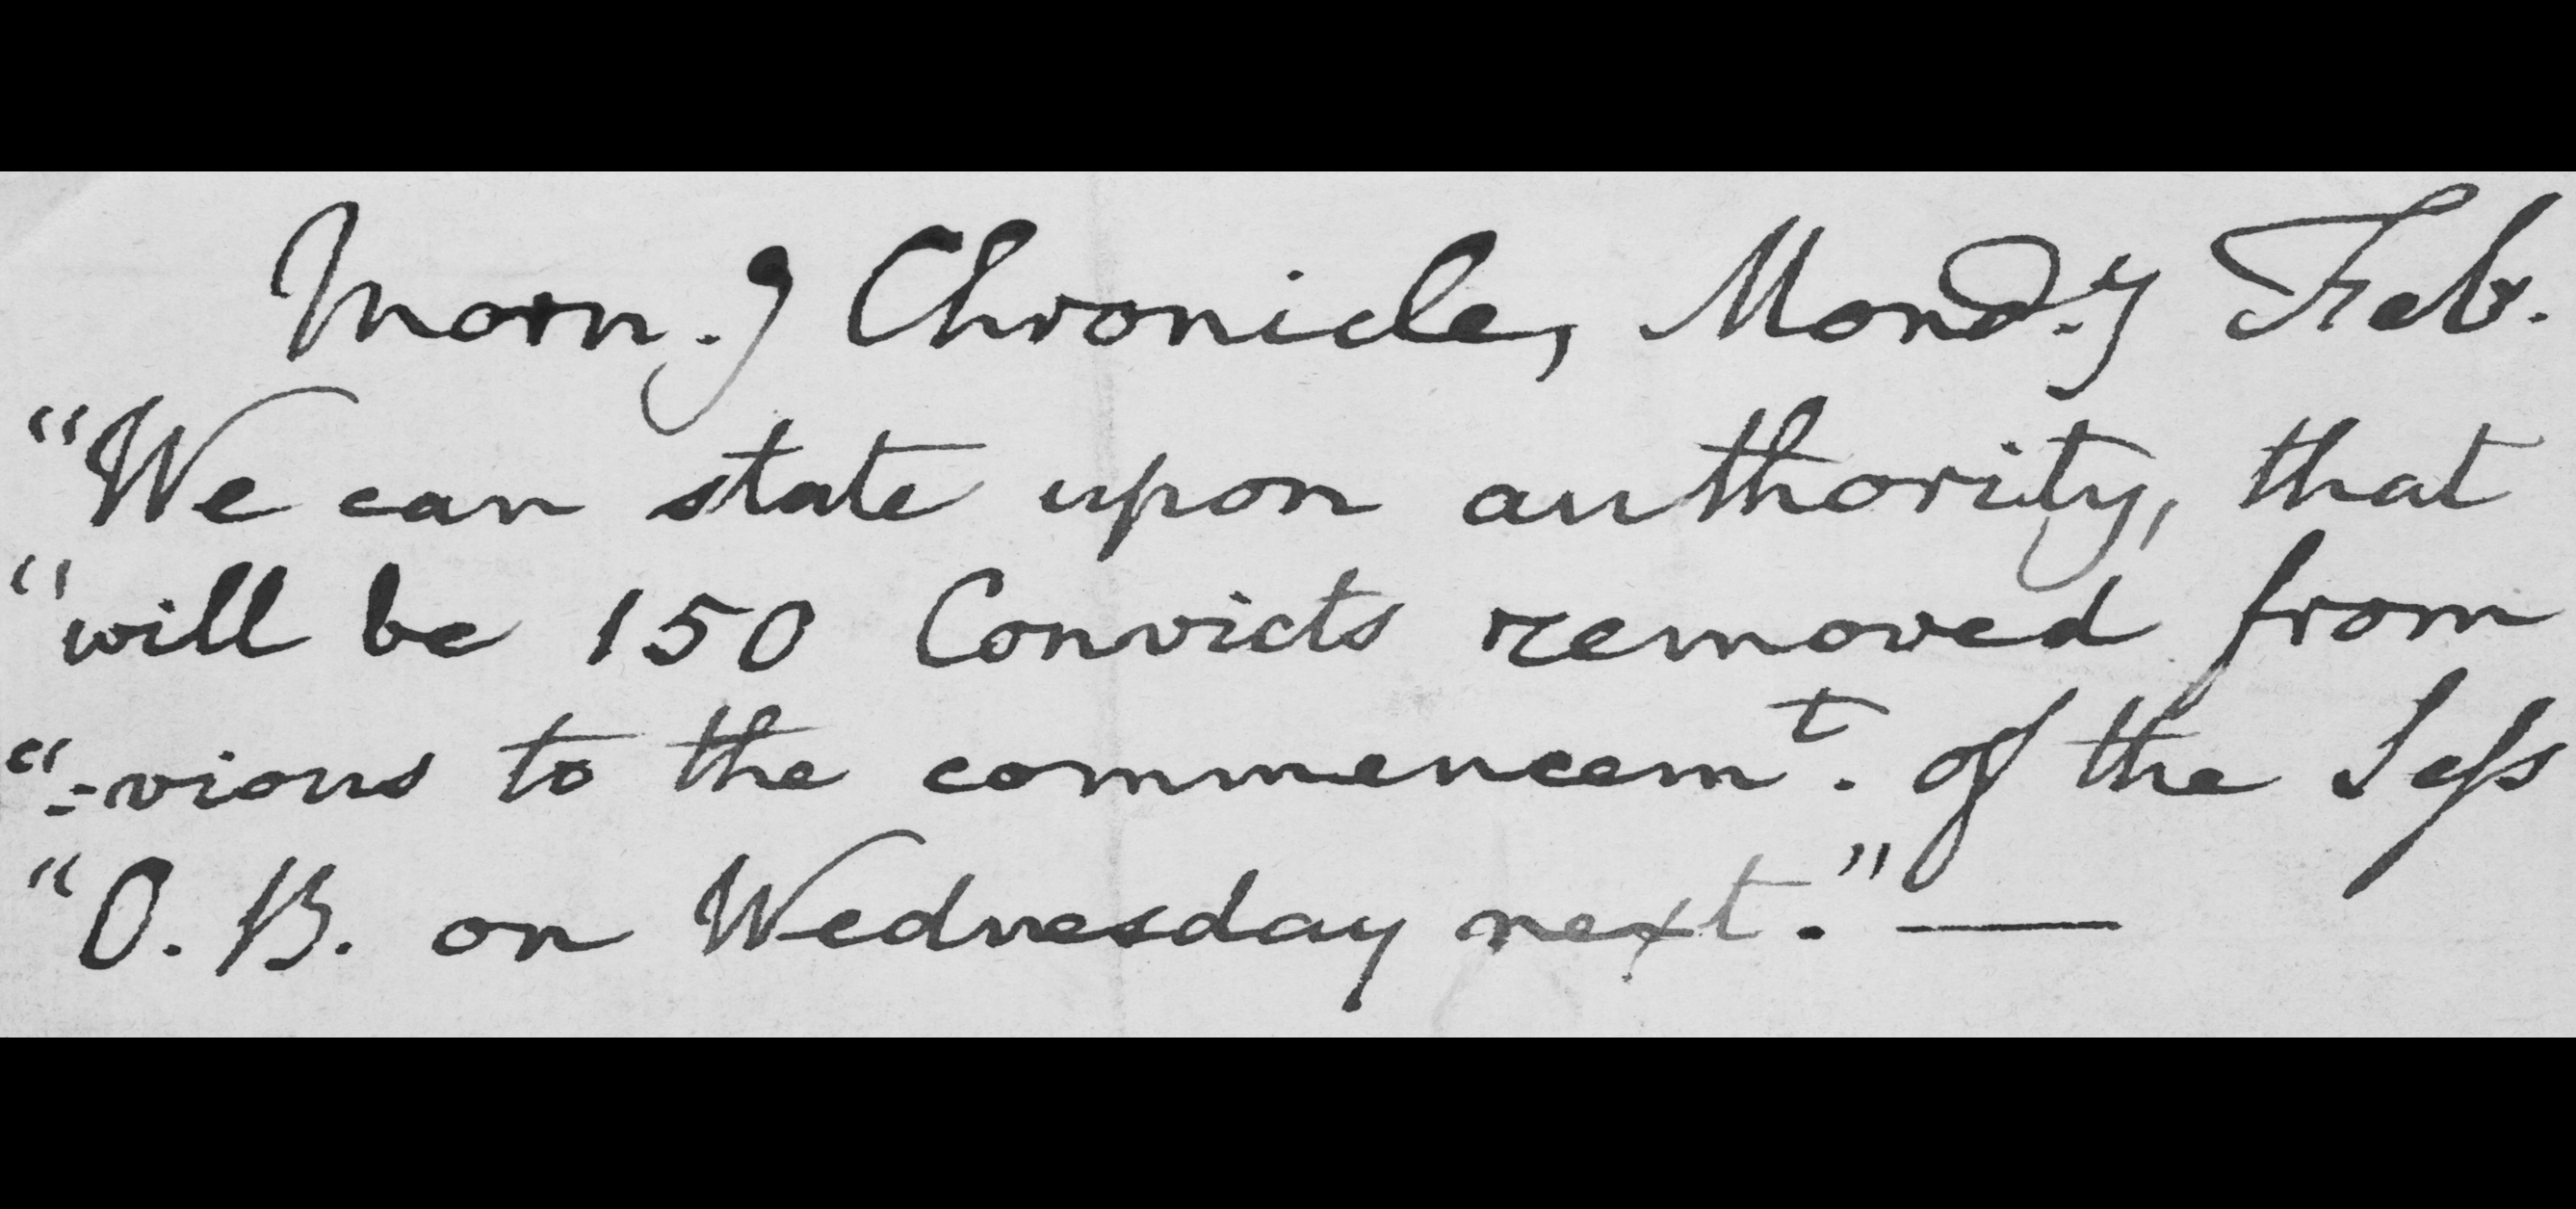 Morn.g Chronicle, Mond.y Feb.
"We can state upon authority, that
"will be 150 Convicts removed from
"=vious to the commencem.t of the Sess
"O. B. on Wednesday next." —